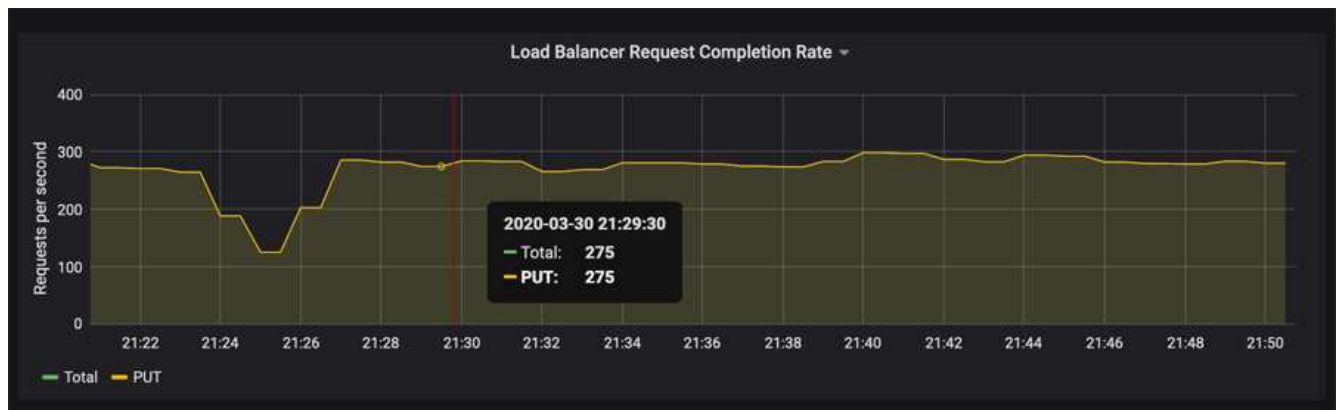 Load Balancer Request Completion Rate
400
300
200
100
0
Requests per second
2020-03-30 21:29:30
Total: 275
PUT: 275
21:22 21:24 21:26 21:28 21:30 21:32 21:34 21:36 21:38 21:40 21:42 21:44 21:46 21:48 21:50
Total PUT